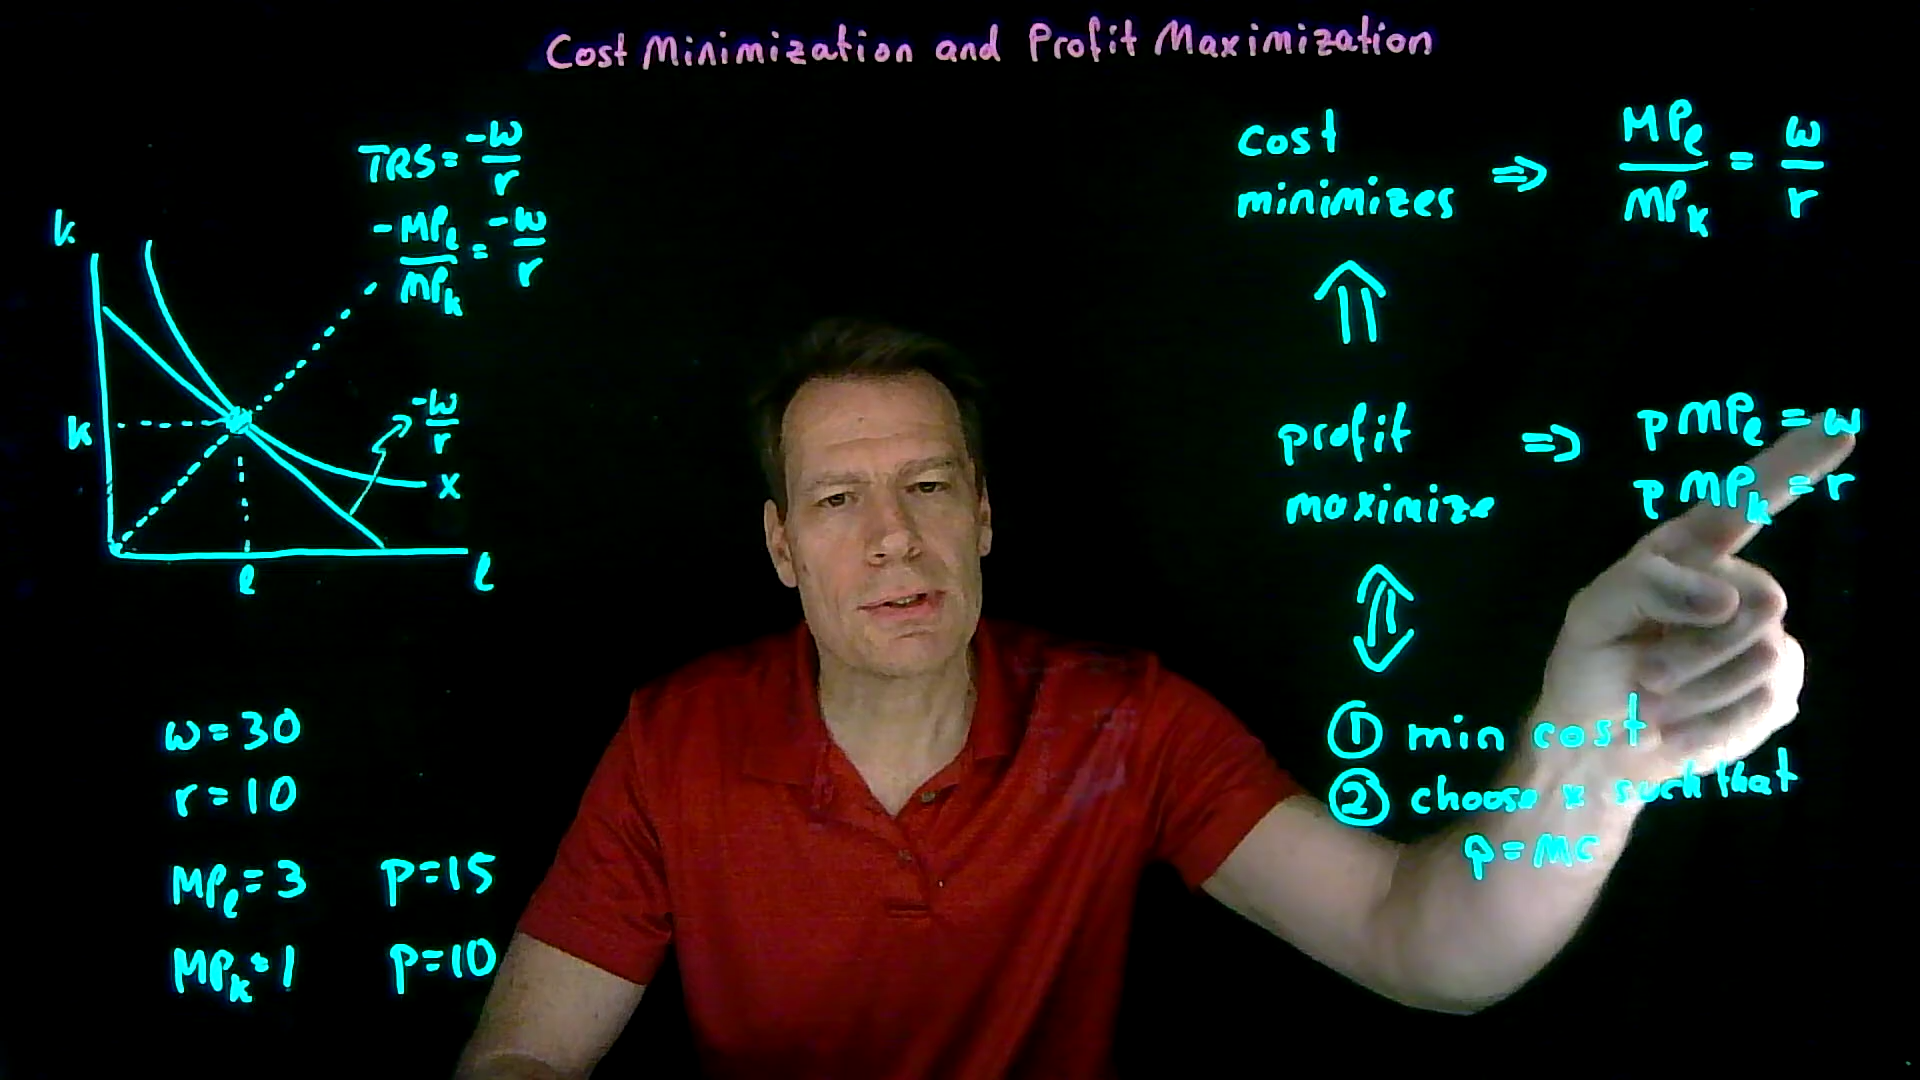 Cost Minimization and Profit Maximization
TRS = -w/r
-MPℓ/MPk = -w/r
k
k
-w/r
x
ℓ
ℓ
w = 30
r = 10
MPℓ = 3 p = 15
MPk = 1 p = 10
cost
minimizes ⇒ MPℓ/MPk = w/r
⇑
profit
maximize ⇒ p MPℓ = w
p MPk = r
⇕
① min cost
② choose x such that
p = MC